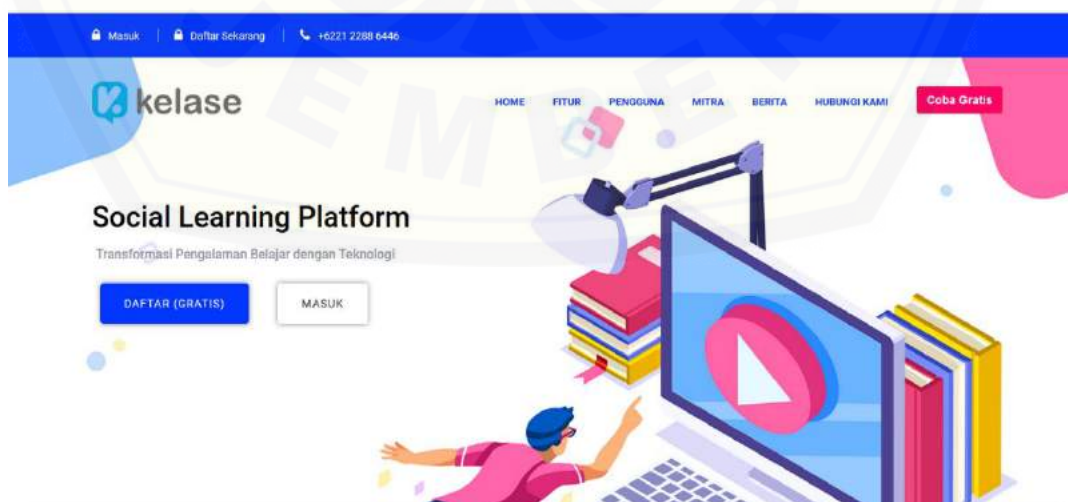 Masuk | Daftar Sekarang | +6221 2288 6446
kelase
HOME FITUR PENGGUNA MITRA BERITA HUBUNGI KAMI Coba Gratis
Social Learning Platform
Transformasi Pengalaman Belajar dengan Teknologi
DAFTAR (GRATIS) MASUK